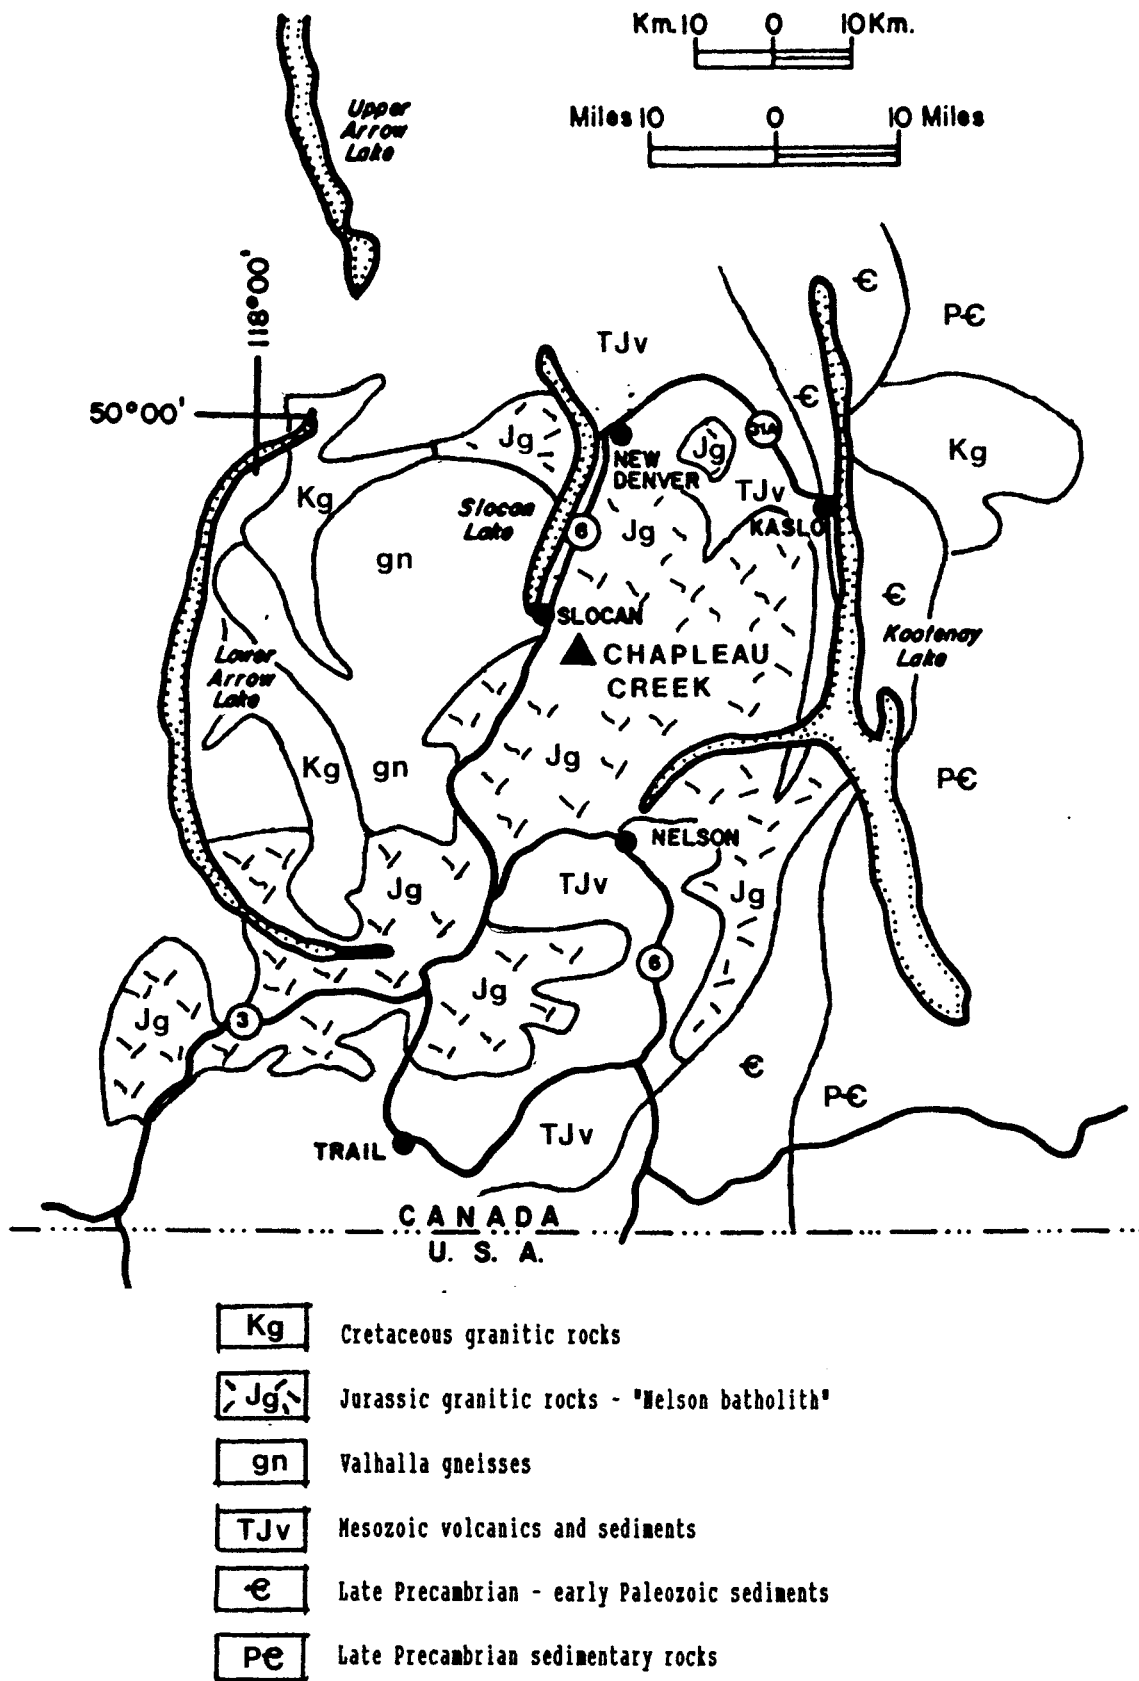 Km. 10 0 10 Km.
Miles 10 0 10 Miles
Upper
Arrow
Lake
118°00'
50°00'
TJv
Є
PЄ
Є
Jg
NEW
DENVER
Jg
31A
Kg
Kg
Slocan
Lake
6
TJv
KASLO
Jg
gn
Є
SLOCAN
Kootenay
Lake
CHAPLEAU
CREEK
Lower
Arrow
Lake
Kg
gn
Jg
PЄ
NELSON
Jg
TJv
Jg
6
Jg
Jg
3
Є
PЄ
TJv
TRAIL
CANADA
U. S. A.
Kg Cretaceous granitic rocks
Jg Jurassic granitic rocks - "Nelson batholith"
gn Valhalla gneisses
TJv Mesozoic volcanics and sediments
Є Late Precambrian - early Paleozoic sediments
PЄ Late Precambrian sedimentary rocks